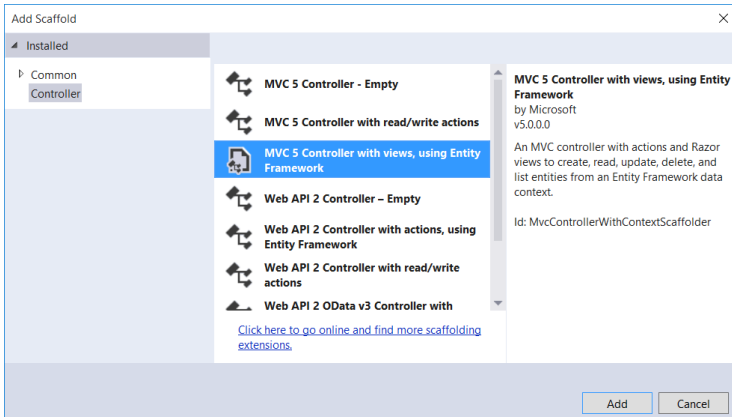 Add Scaffold
Installed
Common
Controller
MVC 5 Controller - Empty
MVC 5 Controller with read/write actions
MVC 5 Controller with views, using Entity
Framework
Web API 2 Controller – Empty
Web API 2 Controller with actions, using
Entity Framework
Web API 2 Controller with read/write
actions
Web API 2 OData v3 Controller with
Click here to go online and find more scaffolding
extensions.
MVC 5 Controller with views, using Entity
Framework
by Microsoft
v5.0.0.0
An MVC controller with actions and Razor
views to create, read, update, delete, and
list entities from an Entity Framework data
context.
Id: MvcControllerWithContextScaffolder
Add
Cancel